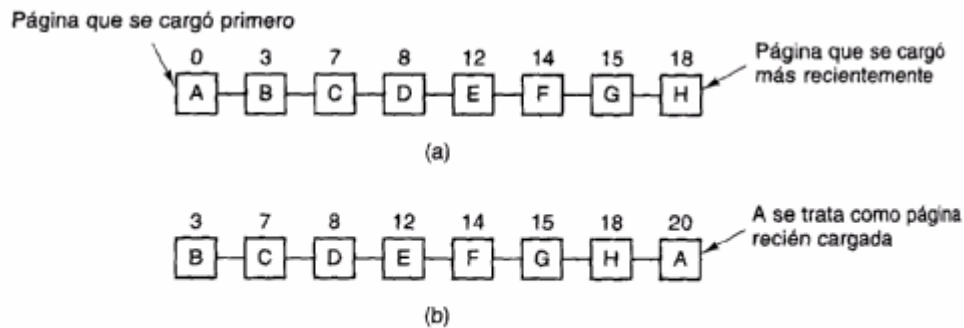 Página que se cargó primero
0 3 7 8 12 14 15 18
A B C D E F G H
Página que se cargó
más recientemente
(a)
3 7 8 12 14 15 18 20
B C D E F G H A
A se trata como página
recién cargada
(b)